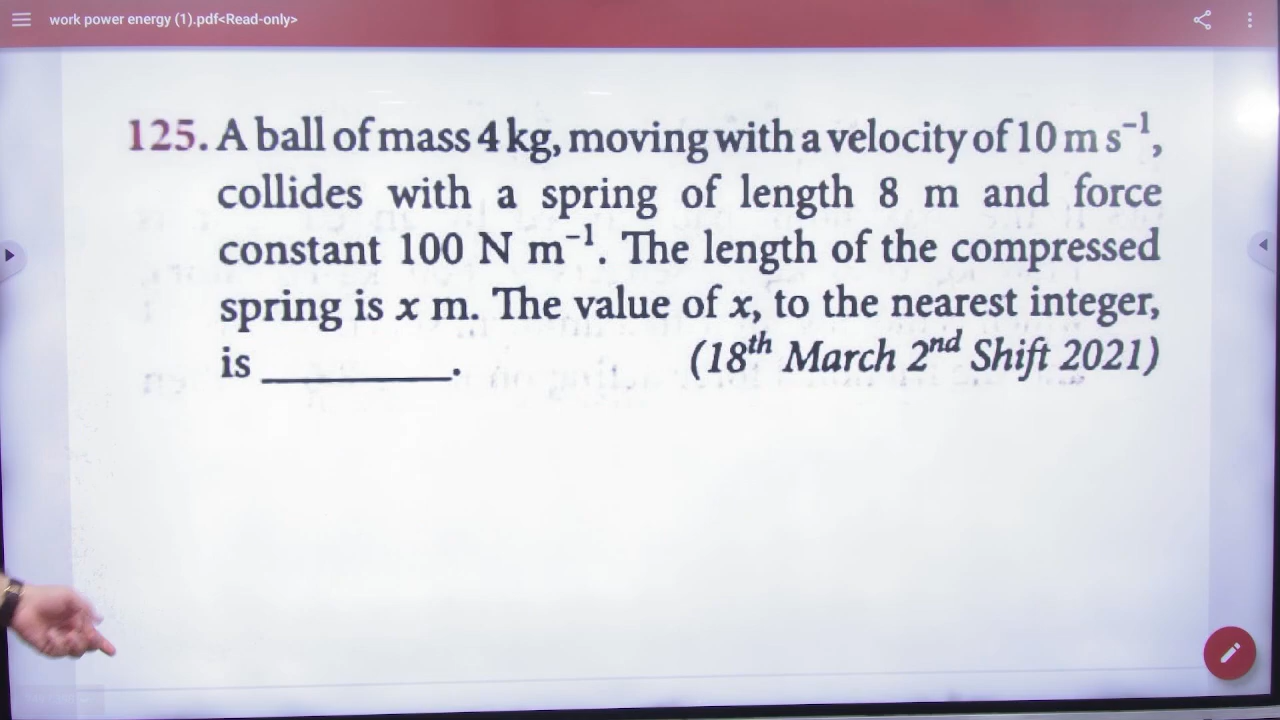 work power energy (1).pdf<Read-only>
125. A ball of mass 4 kg, moving with a velocity of 10 m s⁻¹,
collides with a spring of length 8 m and force
constant 100 N m⁻¹. The length of the compressed
spring is x m. The value of x, to the nearest integer,
is __________. (18th March 2nd Shift 2021)